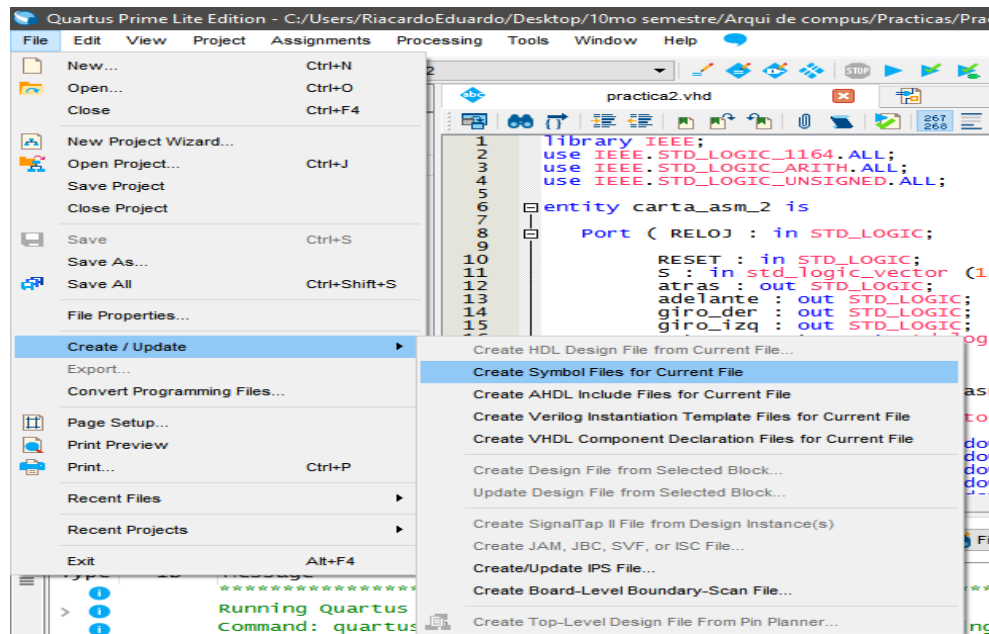 Quartus Prime Lite Edition - C:/Users/RiacardoEduardo/Desktop/10mo semestre/Arqui de compus/Practicas/Pra
File Edit View Project Assignments Processing Tools Window Help
New... Ctrl+N
Open... Ctrl+O
Close Ctrl+F4
New Project Wizard...
Open Project... Ctrl+J
Save Project
Close Project
Save Ctrl+S
Save As...
Save All Ctrl+Shift+S
File Properties...
Create / Update
Export...
Convert Programming Files...
Page Setup...
Print Preview
Print... Ctrl+P
Recent Files
Recent Projects
Exit Alt+F4
Create HDL Design File from Current File...
Create Symbol Files for Current File
Create AHDL Include Files for Current File
Create Verilog Instantiation Template Files for Current File
Create VHDL Component Declaration Files for Current File
Create Design File from Selected Block...
Update Design File from Selected Block...
Create SignalTap II File from Design Instance(s)
Create JAM, JBC, SVF, or ISC File...
Create/Update IPS File...
Create Board-Level Boundary-Scan File...
Create Top-Level Design File From Pin Planner...
2
STOP
abc practica2.vhd
267
268
1 library IEEE;
2 use IEEE.STD_LOGIC_1164.ALL;
3 use IEEE.STD_LOGIC_ARITH.ALL;
4 use IEEE.STD_LOGIC_UNSIGNED.ALL;
5
6 entity carta_asm_2 is
7
8 Port ( RELOJ : in STD_LOGIC;
9
10 RESET : in STD_LOGIC;
11 S : in std_logic_vector (1
12 atras : out STD_LOGIC;
13 adelante : out STD_LOGIC;
14 giro_der : out STD_LOGIC;
15 giro_izq : out STD_LOGIC;
Type ID Message
Running Quartus
Command: quartus